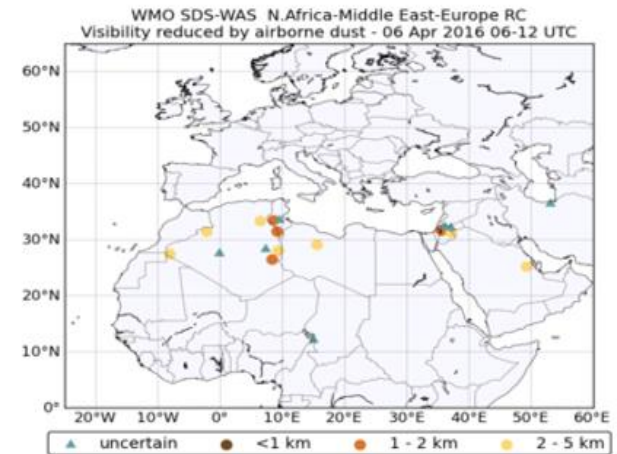 WMO SDS-WAS N.Africa-Middle East-Europe RC
Visibility reduced by airborne dust - 06 Apr 2016 06-12 UTC
60°N
50°N
40°N
30°N
20°N
10°N
0°
20°W 10°W 0° 10°E 20°E 30°E 40°E 50°E 60°E
uncertain <1 km 1 - 2 km 2 - 5 km